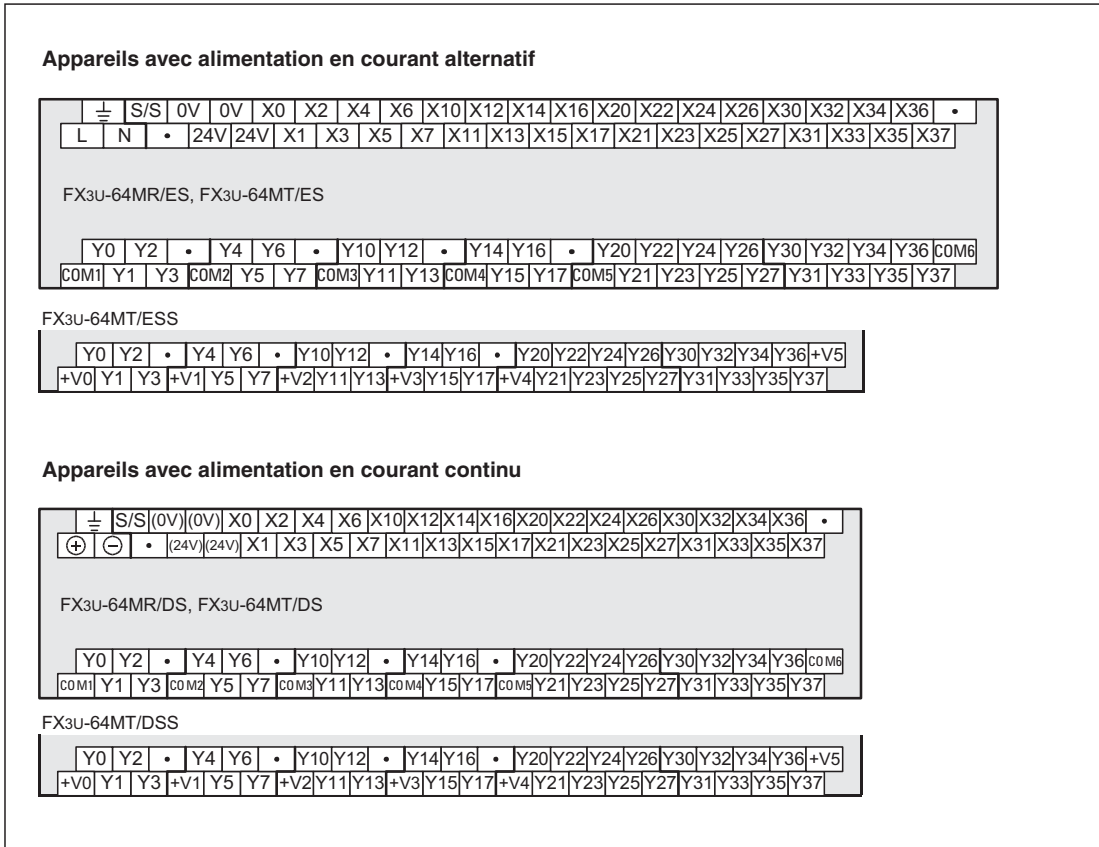 Appareils avec alimentation en courant alternatif
⏚ S/S 0V 0V X0 X2 X4 X6 X10 X12 X14 X16 X20 X22 X24 X26 X30 X32 X34 X36 •
L N • 24V 24V X1 X3 X5 X7 X11 X13 X15 X17 X21 X23 X25 X27 X31 X33 X35 X37
FX3U-64MR/ES, FX3U-64MT/ES
Y0 Y2 • Y4 Y6 • Y10 Y12 • Y14 Y16 • Y20 Y22 Y24 Y26 Y30 Y32 Y34 Y36 COM6
COM1 Y1 Y3 COM2 Y5 Y7 COM3 Y11 Y13 COM4 Y15 Y17 COM5 Y21 Y23 Y25 Y27 Y31 Y33 Y35 Y37
FX3U-64MT/ESS
Y0 Y2 • Y4 Y6 • Y10 Y12 • Y14 Y16 • Y20 Y22 Y24 Y26 Y30 Y32 Y34 Y36 +V5
+V0 Y1 Y3 +V1 Y5 Y7 +V2 Y11 Y13 +V3 Y15 Y17 +V4 Y21 Y23 Y25 Y27 Y31 Y33 Y35 Y37
Appareils avec alimentation en courant continu
⏚ S/S (0V) (0V) X0 X2 X4 X6 X10 X12 X14 X16 X20 X22 X24 X26 X30 X32 X34 X36 •
⊕ ⊖ • (24V) (24V) X1 X3 X5 X7 X11 X13 X15 X17 X21 X23 X25 X27 X31 X33 X35 X37
FX3U-64MR/DS, FX3U-64MT/DS
Y0 Y2 • Y4 Y6 • Y10 Y12 • Y14 Y16 • Y20 Y22 Y24 Y26 Y30 Y32 Y34 Y36 COM6
COM1 Y1 Y3 COM2 Y5 Y7 COM3 Y11 Y13 COM4 Y15 Y17 COM5 Y21 Y23 Y25 Y27 Y31 Y33 Y35 Y37
FX3U-64MT/DSS
Y0 Y2 • Y4 Y6 • Y10 Y12 • Y14 Y16 • Y20 Y22 Y24 Y26 Y30 Y32 Y34 Y36 +V5
+V0 Y1 Y3 +V1 Y5 Y7 +V2 Y11 Y13 +V3 Y15 Y17 +V4 Y21 Y23 Y25 Y27 Y31 Y33 Y35 Y37